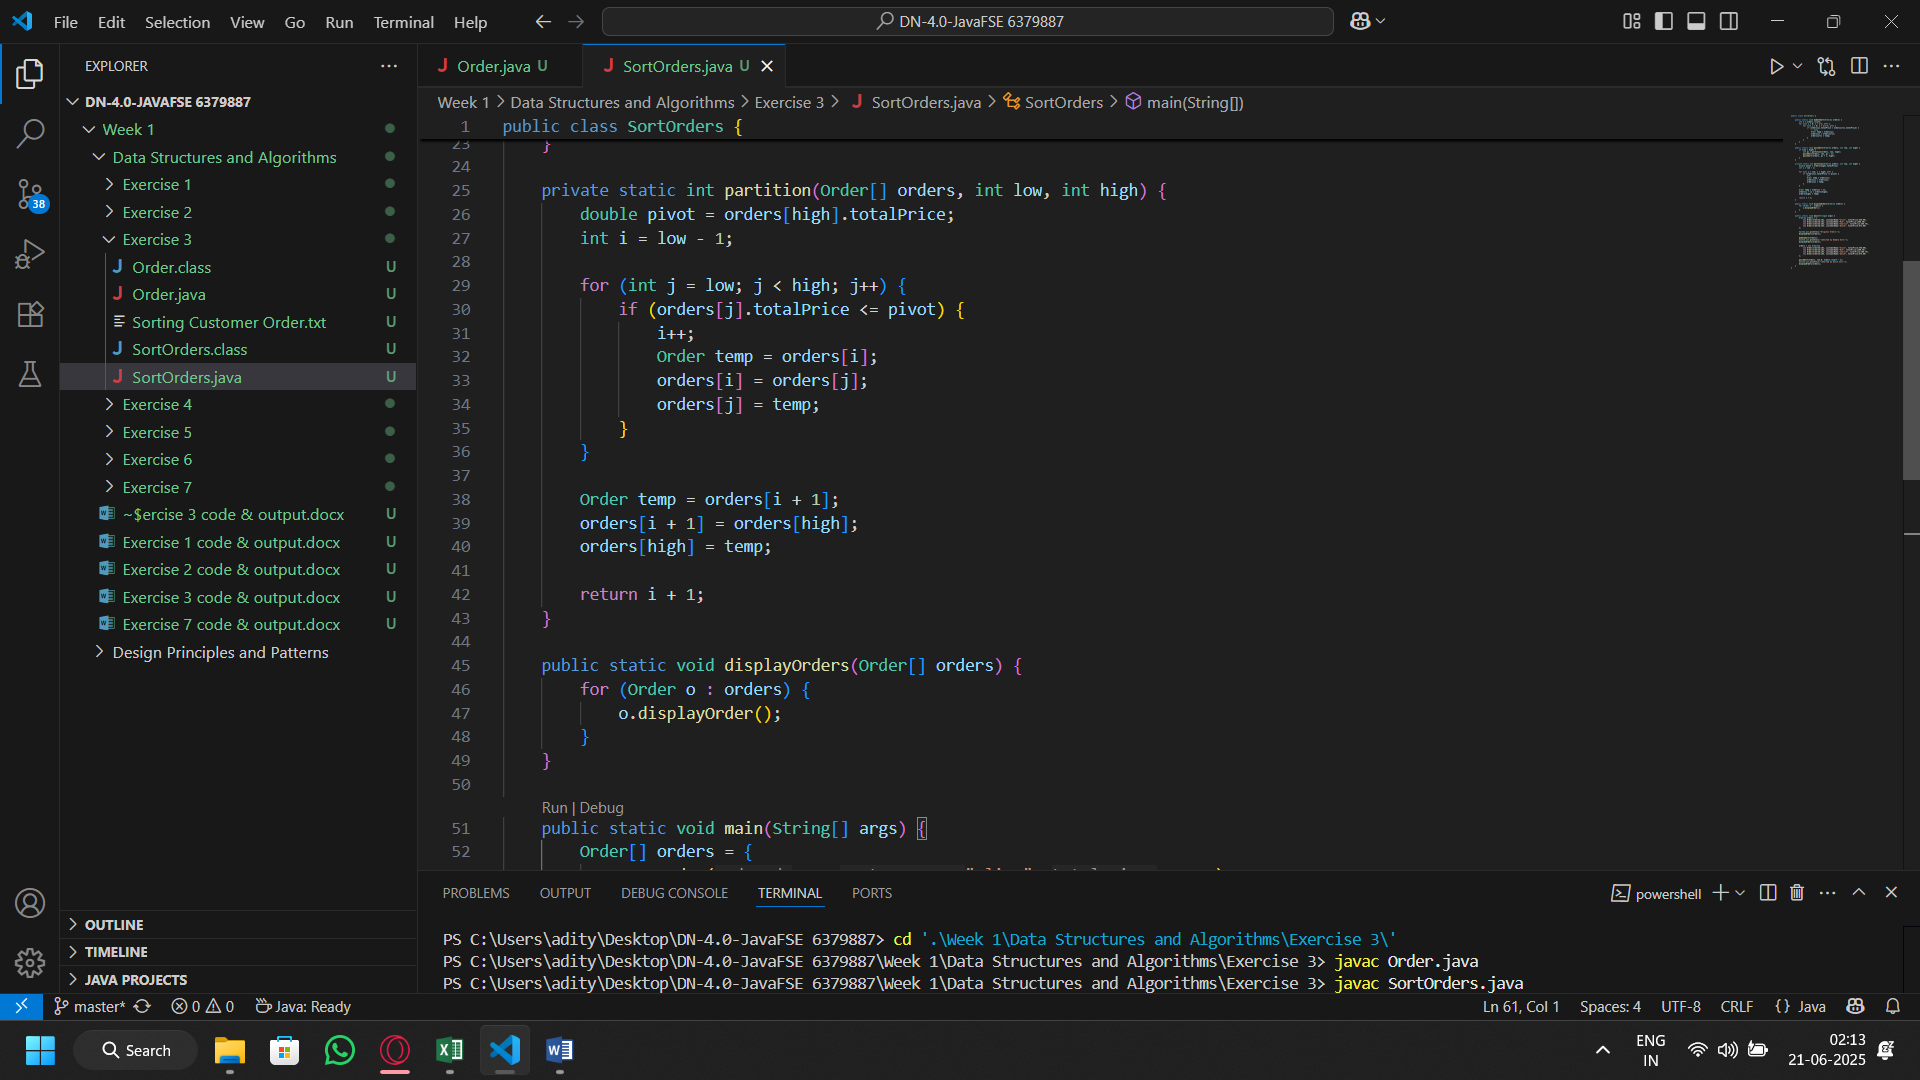 File Edit Selection View Go Run Terminal Help
DN-4.0-JavaFSE 6379887
EXPLORER
DN-4.0-JAVAFSE 6379887
Week 1
Data Structures and Algorithms
Exercise 1
Exercise 2
Exercise 3
J Order.class U
J Order.java U
Sorting Customer Order.txt U
J SortOrders.class U
J SortOrders.java U
Exercise 4
Exercise 5
Exercise 6
Exercise 7
~$ercise 3 code & output.docx U
Exercise 1 code & output.docx U
Exercise 2 code & output.docx U
Exercise 3 code & output.docx U
Exercise 7 code & output.docx U
Design Principles and Patterns
OUTLINE
TIMELINE
JAVA PROJECTS
38
J Order.java U
J SortOrders.java U
Week 1 > Data Structures and Algorithms > Exercise 3 > J SortOrders.java > SortOrders > main(String[])
1 public class SortOrders {
23 }
24
25 private static int partition(Order[] orders, int low, int high) {
26 double pivot = orders[high].totalPrice;
27 int i = low - 1;
28
29 for (int j = low; j < high; j++) {
30 if (orders[j].totalPrice <= pivot) {
31 i++;
32 Order temp = orders[i];
33 orders[i] = orders[j];
34 orders[j] = temp;
35 }
36 }
37
38 Order temp = orders[i + 1];
39 orders[i + 1] = orders[high];
40 orders[high] = temp;
41
42 return i + 1;
43 }
44
45 public static void displayOrders(Order[] orders) {
46 for (Order o : orders) {
47 o.displayOrder();
48 }
49 }
50
Run | Debug
51 public static void main(String[] args) {
52 Order[] orders = {
PROBLEMS OUTPUT DEBUG CONSOLE TERMINAL PORTS
powershell
PS C:\Users\adity\Desktop\DN-4.0-JavaFSE 6379887> cd '.\Week 1\Data Structures and Algorithms\Exercise 3\'
PS C:\Users\adity\Desktop\DN-4.0-JavaFSE 6379887\Week 1\Data Structures and Algorithms\Exercise 3> javac Order.java
PS C:\Users\adity\Desktop\DN-4.0-JavaFSE 6379887\Week 1\Data Structures and Algorithms\Exercise 3> javac SortOrders.java
master* 0 0 Java: Ready
Ln 61, Col 1 Spaces: 4 UTF-8 CRLF {} Java
Search
ENG
IN
02:13
21-06-2025